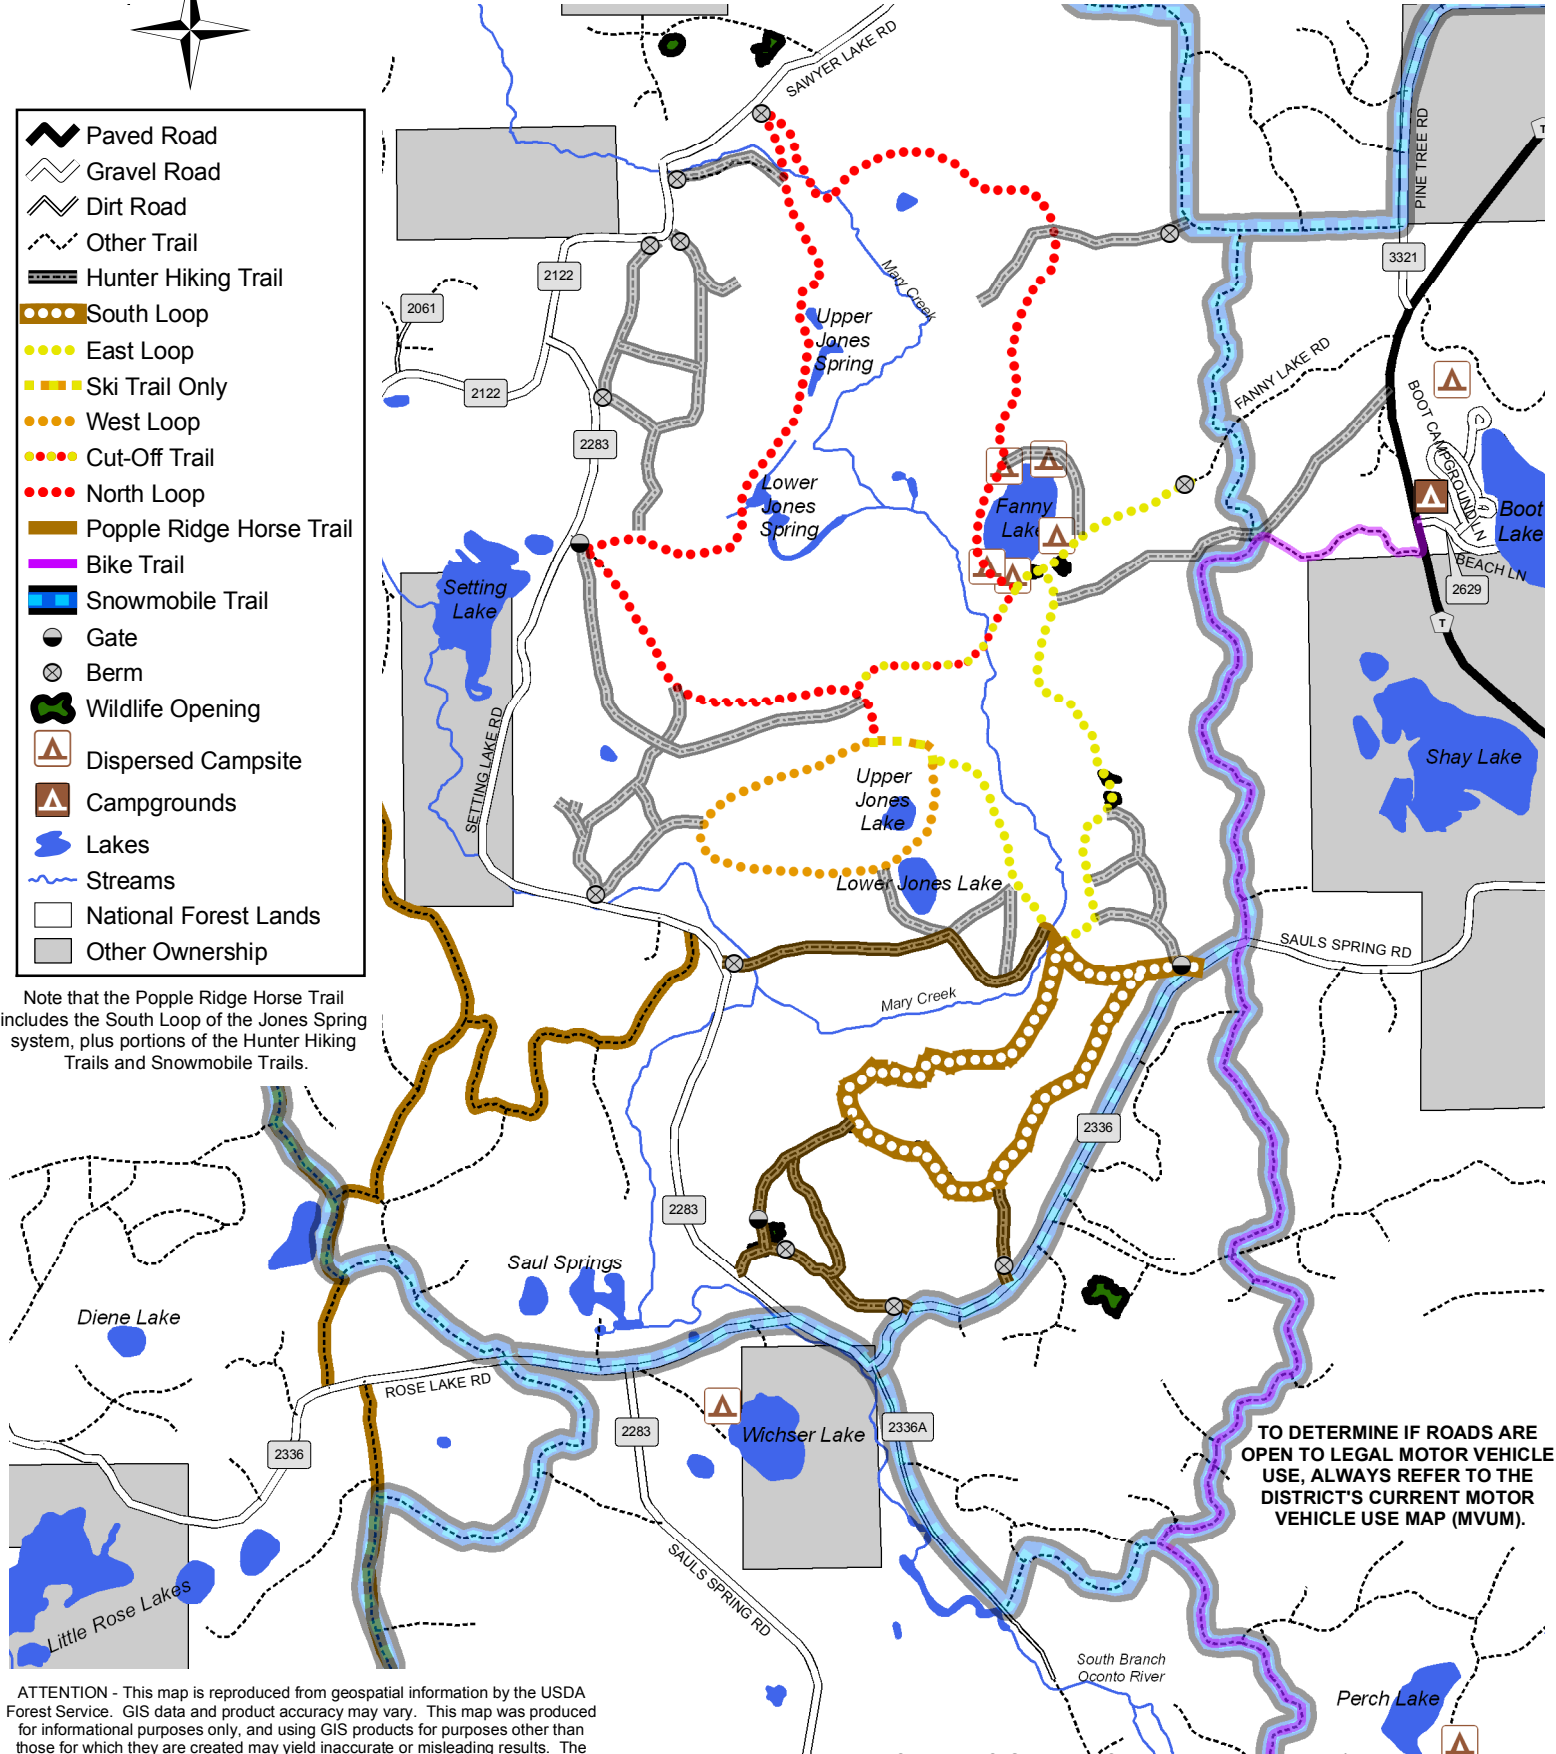 Paved Road
Gravel Road
Dirt Road
Other Trail
Hunter Hiking Trail
South Loop
East Loop
Ski Trail Only
West Loop
Cut-Off Trail
North Loop
Popple Ridge Horse Trail
Bike Trail
Snowmobile Trail
Gate
Berm
Wildlife Opening
Dispersed Campsite
Campgrounds
Lakes
Streams
National Forest Lands
Other Ownership
Note that the Popple Ridge Horse Trail
includes the South Loop of the Jones Spring
system, plus portions of the Hunter Hiking
Trails and Snowmobile Trails.
SAWYER LAKE RD
PINE TREE RD
T
3321
2122
2061
2122
2283
Mary Creek
Upper
Jones
Spring
FANNY LAKE RD
BOOT CAMPGROUND LN
Lower
Jones
Spring
Fanny
Lake
Boot
Lake
BEACH LN
2629
T
Setting
Lake
SETTING LAKE RD
Shay Lake
Upper
Jones
Lake
Lower Jones Lake
SAULS SPRING RD
Mary Creek
2336
2283
Saul Springs
Diene Lake
ROSE LAKE RD
2336
2283
Wichser Lake
2336A
TO DETERMINE IF ROADS ARE
OPEN TO LEGAL MOTOR VEHICLE
USE, ALWAYS REFER TO THE
DISTRICT'S CURRENT MOTOR
VEHICLE USE MAP (MVUM).
SAULS SPRING RD
Little Rose Lakes
South Branch
Oconto River
Perch Lake
ATTENTION - This map is reproduced from geospatial information by the USDA
Forest Service. GIS data and product accuracy may vary. This map was produced
for informational purposes only, and using GIS products for purposes other than
those for which they are created may yield inaccurate or misleading results. The